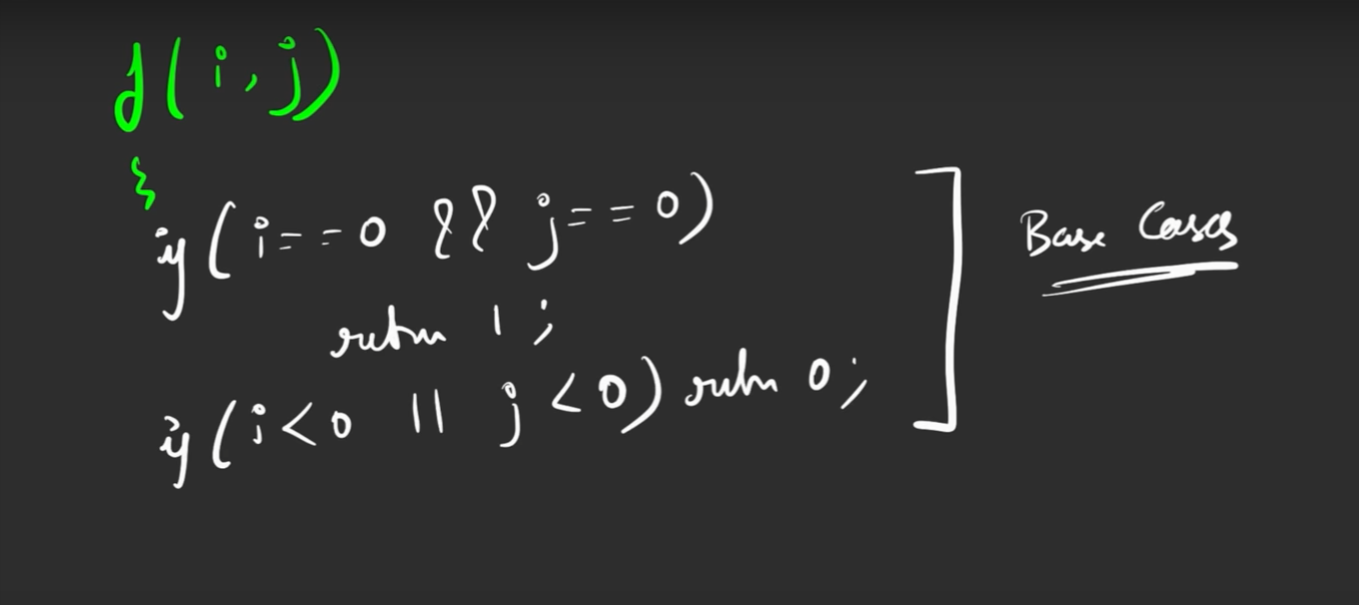 f(i,j)
{
if(i==0 && j==0)
return 1;
if(i<0 || j<0) return 0;
Base Cases